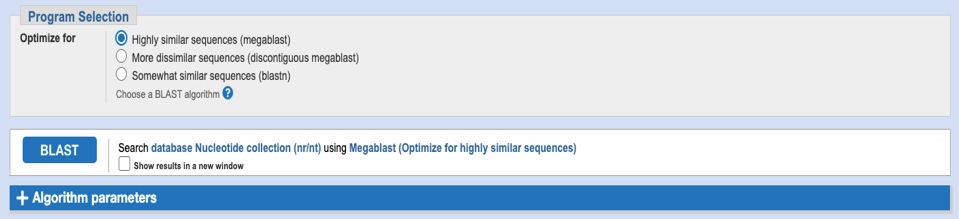 Program Selection
Optimize for
Highly similar sequences (megablast)
More dissimilar sequences (discontiguous megablast)
Somewhat similar sequences (blastn)
Choose a BLAST algorithm ?
BLAST
Search database Nucleotide collection (nr/nt) using Megablast (Optimize for highly similar sequences)
Show results in a new window
+ Algorithm parameters